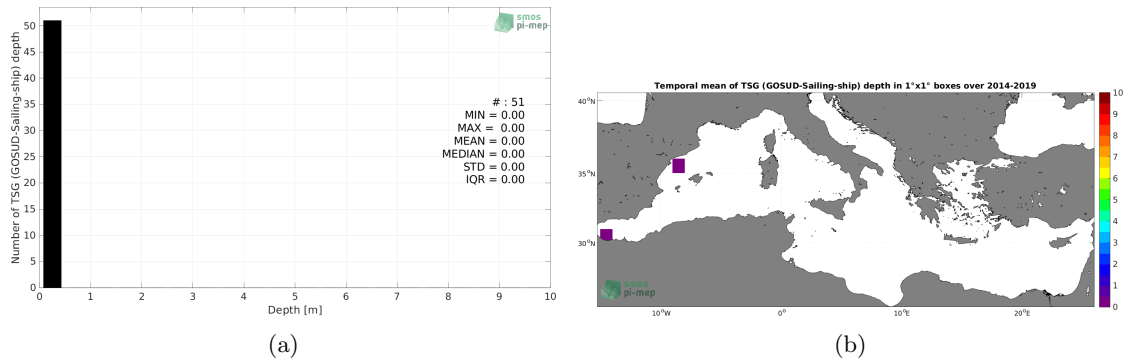 50
45
40
35
30
25
20
15
10
5
0
Number of TSG (GOSUD-Sailing-ship) depth
0 1 2 3 4 5 6 7 8 9 10
Depth [m]
smos
pi-mep
# : 51
MIN = 0.00
MAX = 0.00
MEAN = 0.00
MEDIAN = 0.00
STD = 0.00
IQR = 0.00
(a)
Temporal mean of TSG (GOSUD-Sailing-ship) depth in 1°x1° boxes over 2014-2019
40°N
35°N
30°N
10°W 0° 10°E 20°E
smos
pi-mep
10
9
8
7
6
5
4
3
2
1
0
(b)